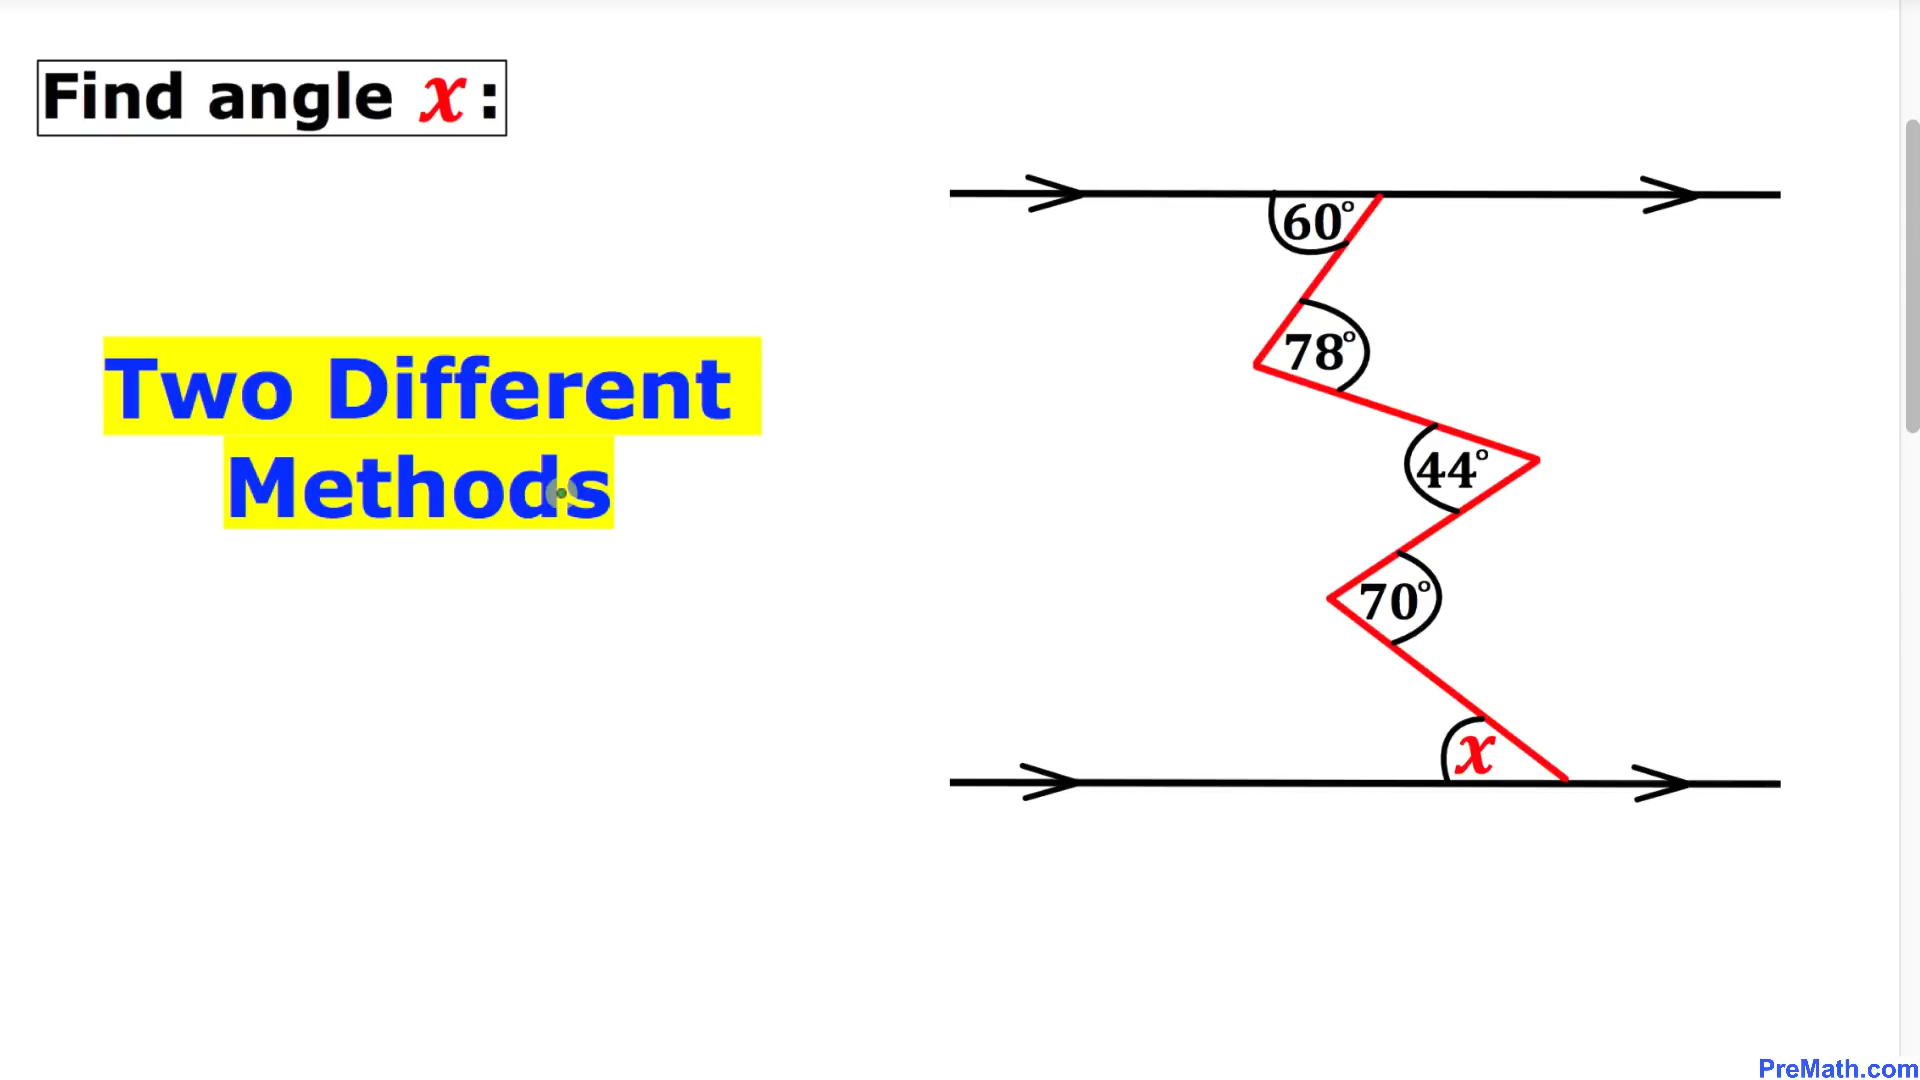 Find angle x:
60°
Two Different
78°
Methods
44°
70°
x
PreMath.com